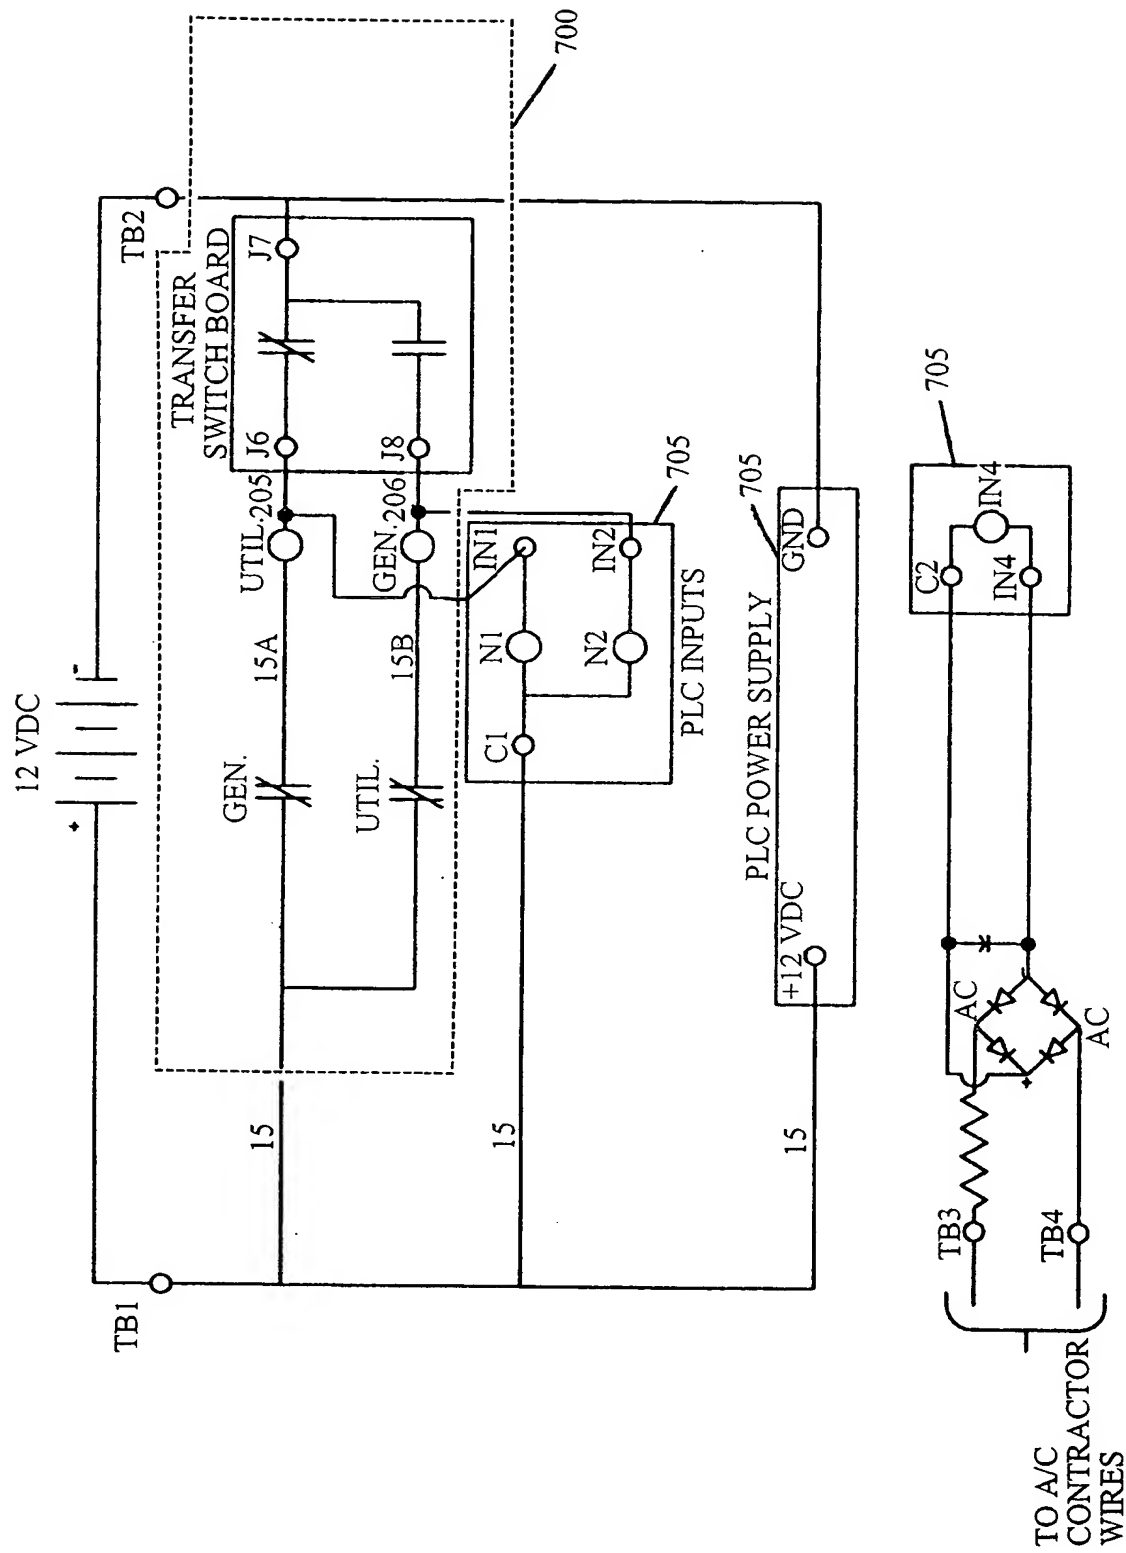 12 VDC
+
-
TB1
TB2
700
TRANSFER
SWITCH BOARD
J7
J6
J8
205
206
UTIL.
GEN.
15A
15B
GEN.
UTIL.
15
C1
N1
IN1
N2
IN2
PLC INPUTS
705
15
PLC POWER SUPPLY
705
+12 VDC
GND
15
705
C2
IN4
IN4
AC
AC
+
TB3
TB4
TO A/C
CONTRACTOR
WIRES